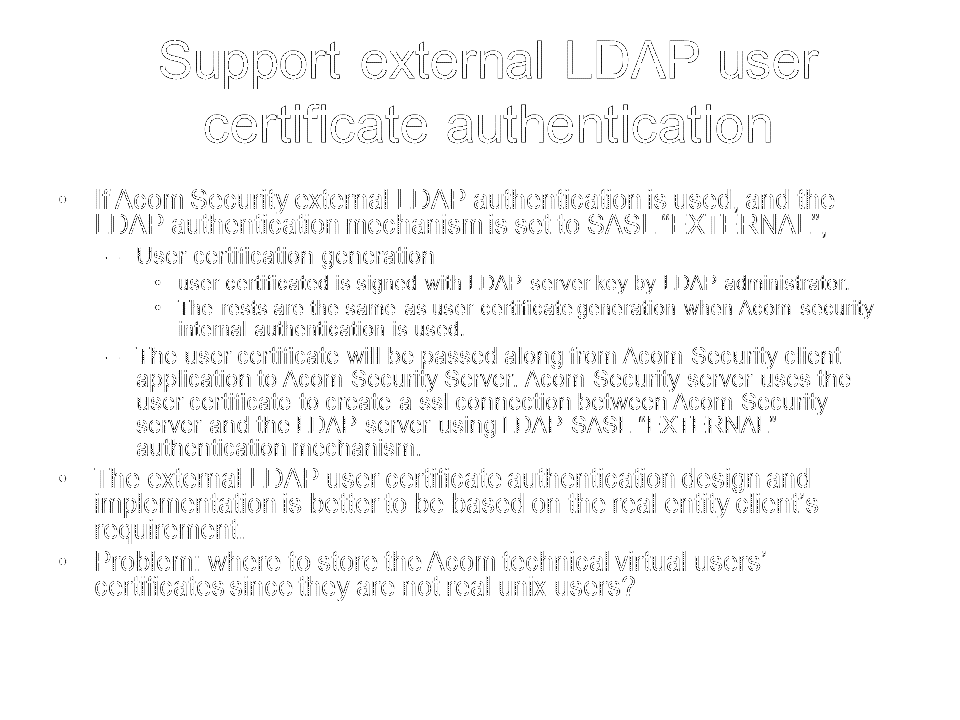 Support external LDAP user
certificate authentication
• If Acom Security external LDAP authentication is used, and the
LDAP authentication mechanism is set to SASL “EXTERNAL”,
– User certification generation
• user certificated is signed with LDAP server key by LDAP administrator.
• The rests are the same as user certificate generation when Acom security
internal authentication is used.
– The user certificate will be passed along from Acom Security client
application to Acom Security Server. Acom Security server uses the
user certificate to create a ssl connection between Acom Security
server and the LDAP server using LDAP SASL “EXTERNAL”
authentication mechanism.
• The external LDAP user certificate authentication design and
implementation is better to be based on the real entity client’s
requirement.
• Problem: where to store the Acom technical virtual users’
certificates since they are not real unix users?